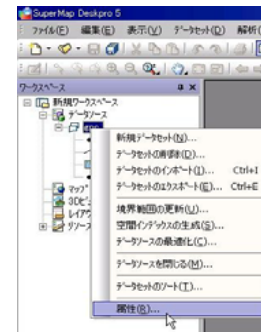 SuperMap Deskpro 5
ファイル(F) 編集(E) 表示(V) データセット(D) 解析(
ワークスペース
新規ワークスペース
データソース
マップ
3Dビ
レイアウ
リソース
新規データセット(N)...
データセットの削除(D)...
データセットのインポート(I)... Ctrl+I
データセットのエクスポート(E)... Ctrl+E
境界範囲の更新(U)...
空間インデックスの生成(S)...
データソースの最適化(C)...
データソースを閉じる(M)...
データセットのソート(T)...
属性(R)...